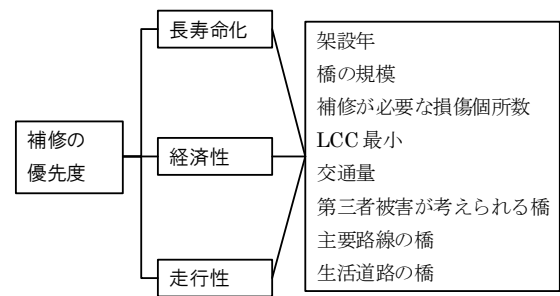 補修の
優先度
長寿命化
経済性
走行性
架設年
橋の規模
補修が必要な損傷個所数
LCC 最小
交通量
第三者被害が考えられる橋
主要路線の橋
生活道路の橋